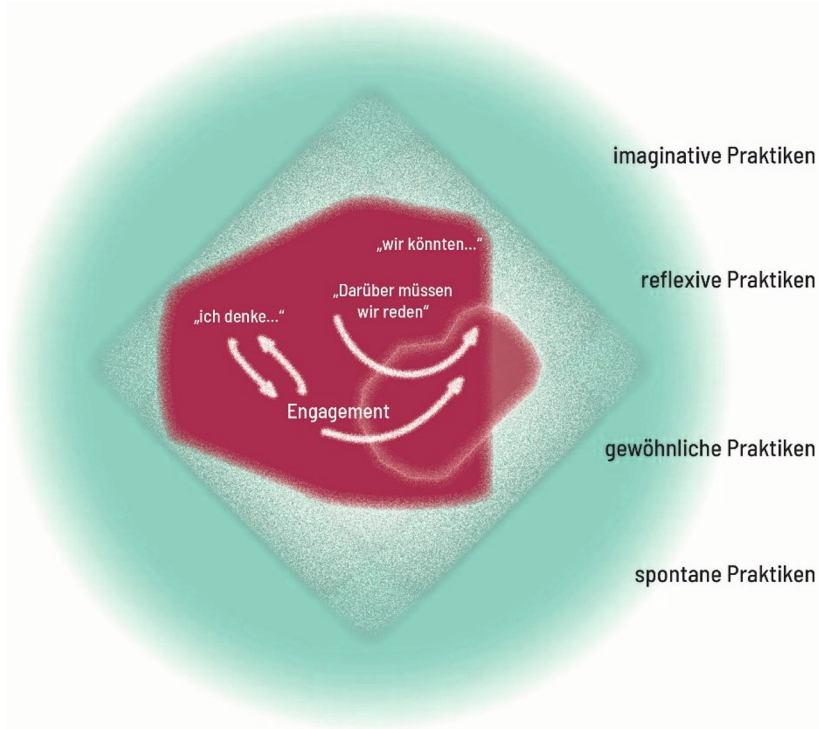 imaginative Praktiken
„wir könnten...“
reflexive Praktiken
„Darüber müssen
wir reden“
„ich denke...“
Engagement
gewöhnliche Praktiken
spontane Praktiken